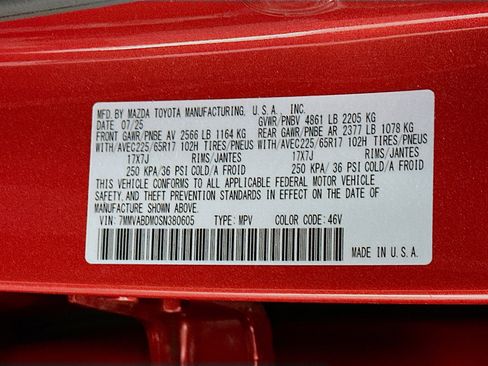 MFD. BY MAZDA TOYOTA MANUFACTURING, U.S.A., INC.
DATE 07/25 GVWR/PNBV 4861 LB 2205 KG
FRONT GAWR/PNBE AV 2566 LB 1164 KG REAR GAWR/PNBE AR 2377 LB 1078 KG
WITH/AVEC225/65R17 102H TIRES/PNEUS WITH/AVEC225/65R17 102H TIRES/PNEUS
17X7J RIMS/JANTES 17X7J RIMS/JANTES
250 KPA/36 PSI COLD/A FROID 250 KPA/36 PSI COLD/A FROID
THIS VEHICLE CONFORMS TO ALL APPLICABLE FEDERAL MOTOR VEHICLE
SAFETY, AND THEFT PREVENTION STANDARDS IN EFFECT ON THE DATE OF
MANUFACTURE SHOWN ABOVE.
VIN: 7MMVABDM0SN380605 TYPE: MPV COLOR CODE: 46V
MADE IN U.S.A.